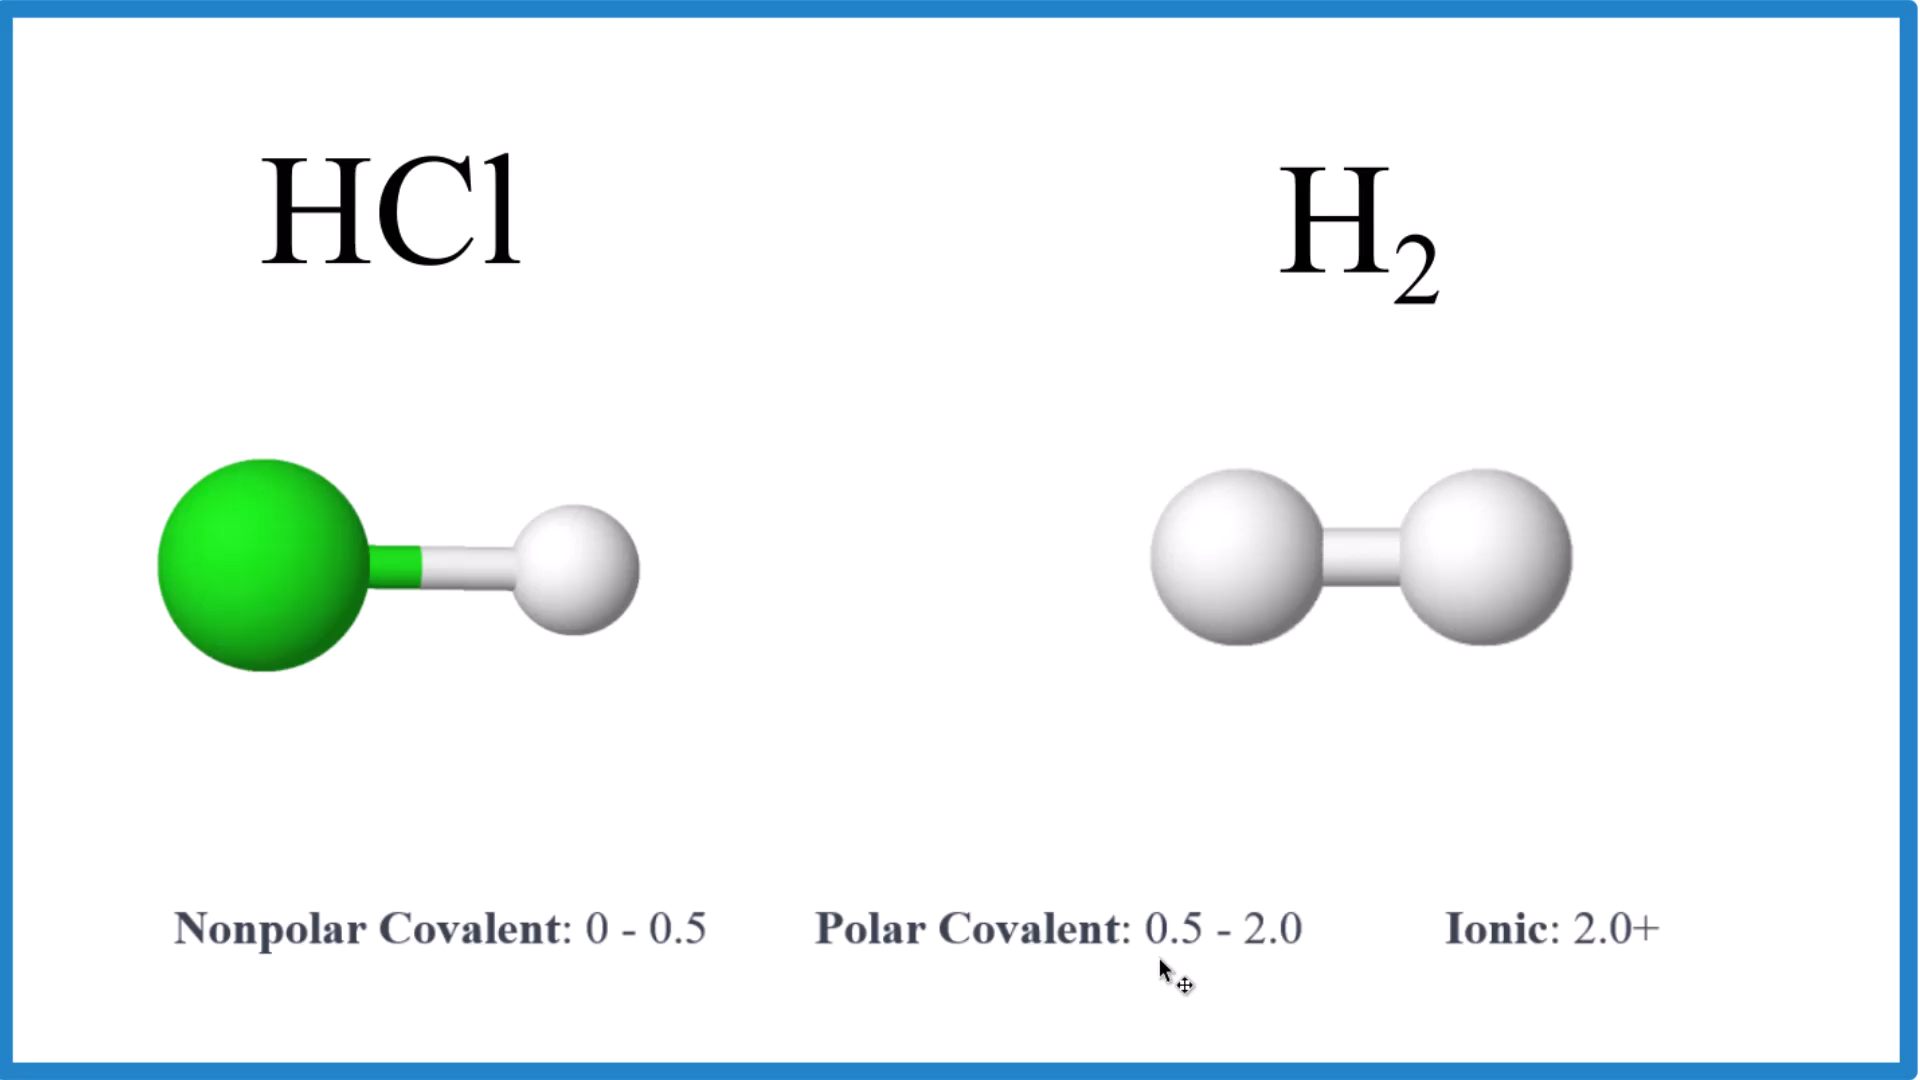 HCl
H₂
Nonpolar Covalent: 0 - 0.5
Polar Covalent: 0.5 - 2.0
Ionic: 2.0+